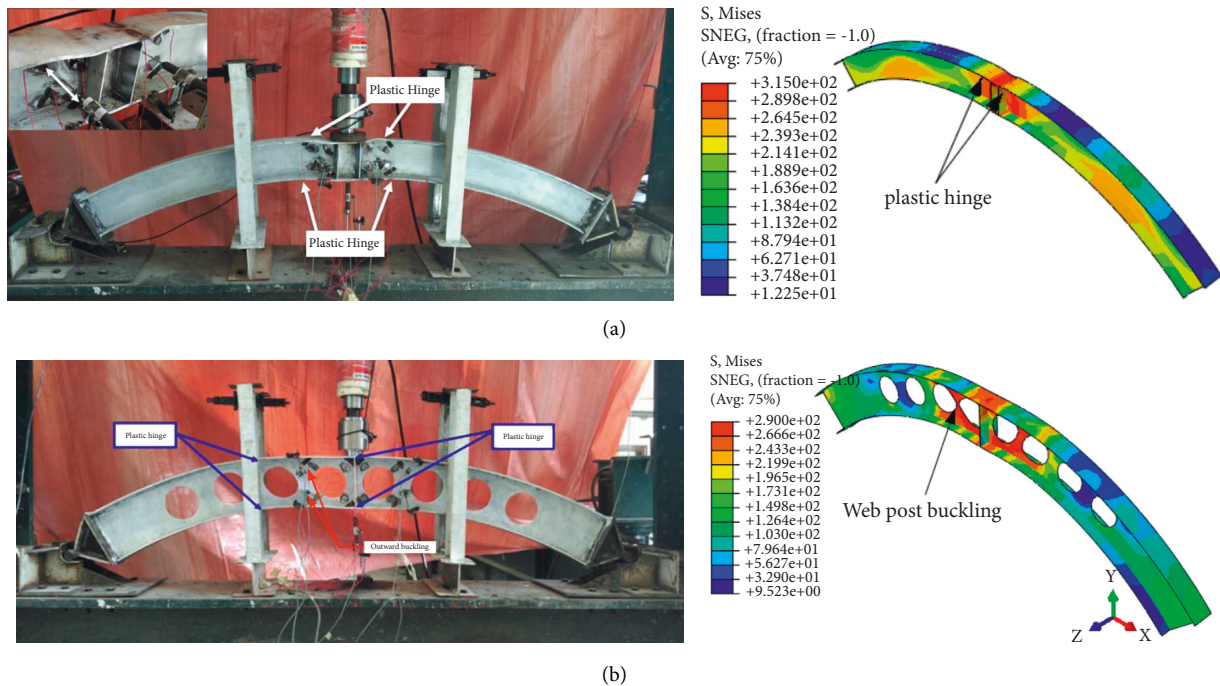 Plastic Hinge
Plastic Hinge
S, Mises
SNEG, (fraction = -1.0)
(Avg: 75%)
+3.150e+02
+2.898e+02
+2.645e+02
+2.393e+02
+2.141e+02
+1.889e+02
+1.636e+02
+1.384e+02
+1.132e+02
+8.794e+01
+6.271e+01
+3.748e+01
+1.225e+01
plastic hinge
(a)
Plastic hinge
Plastic hinge
Outward buckling
S, Mises
SNEG, (fraction = -1.0)
(Avg: 75%)
+2.900e+02
+2.666e+02
+2.433e+02
+2.199e+02
+1.965e+02
+1.731e+02
+1.498e+02
+1.264e+02
+1.030e+02
+7.964e+01
+5.627e+01
+3.290e+01
+9.523e+00
Web post buckling
Y
Z
X
(b)